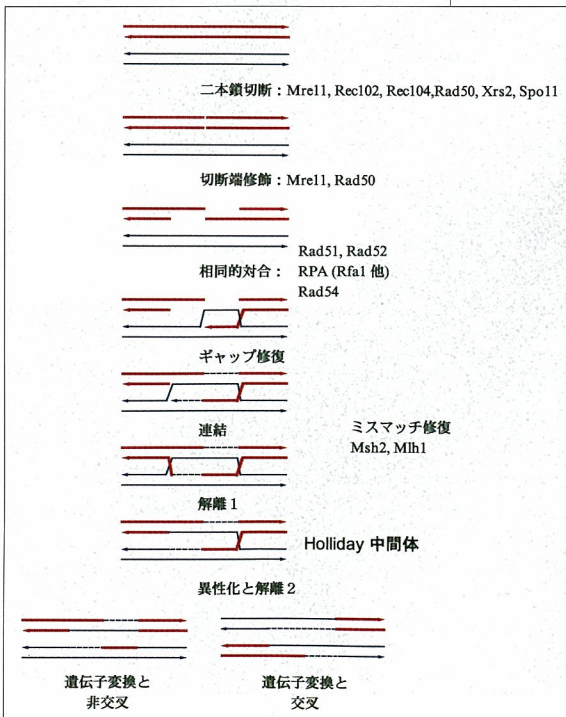 二本鎖切断：Mre11, Rec102, Rec104,Rad50, Xrs2, Spo11
切断端修飾：Mre11, Rad50
Rad51, Rad52
相同的対合： RPA (Rfa1 他)
Rad54
ギャップ修復
ミスマッチ修復
連結
Msh2, Mlh1
解離 1
Holliday 中間体
異性化と解離 2
遺伝子変換と
非交叉
遺伝子変換と
交叉